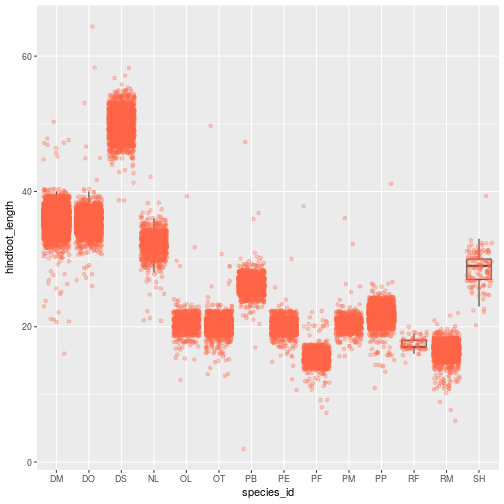 hindfoot_length
60
40
20
0
DM DO DS NL OL OT PB PE PF PM PP RF RM SH
species_id